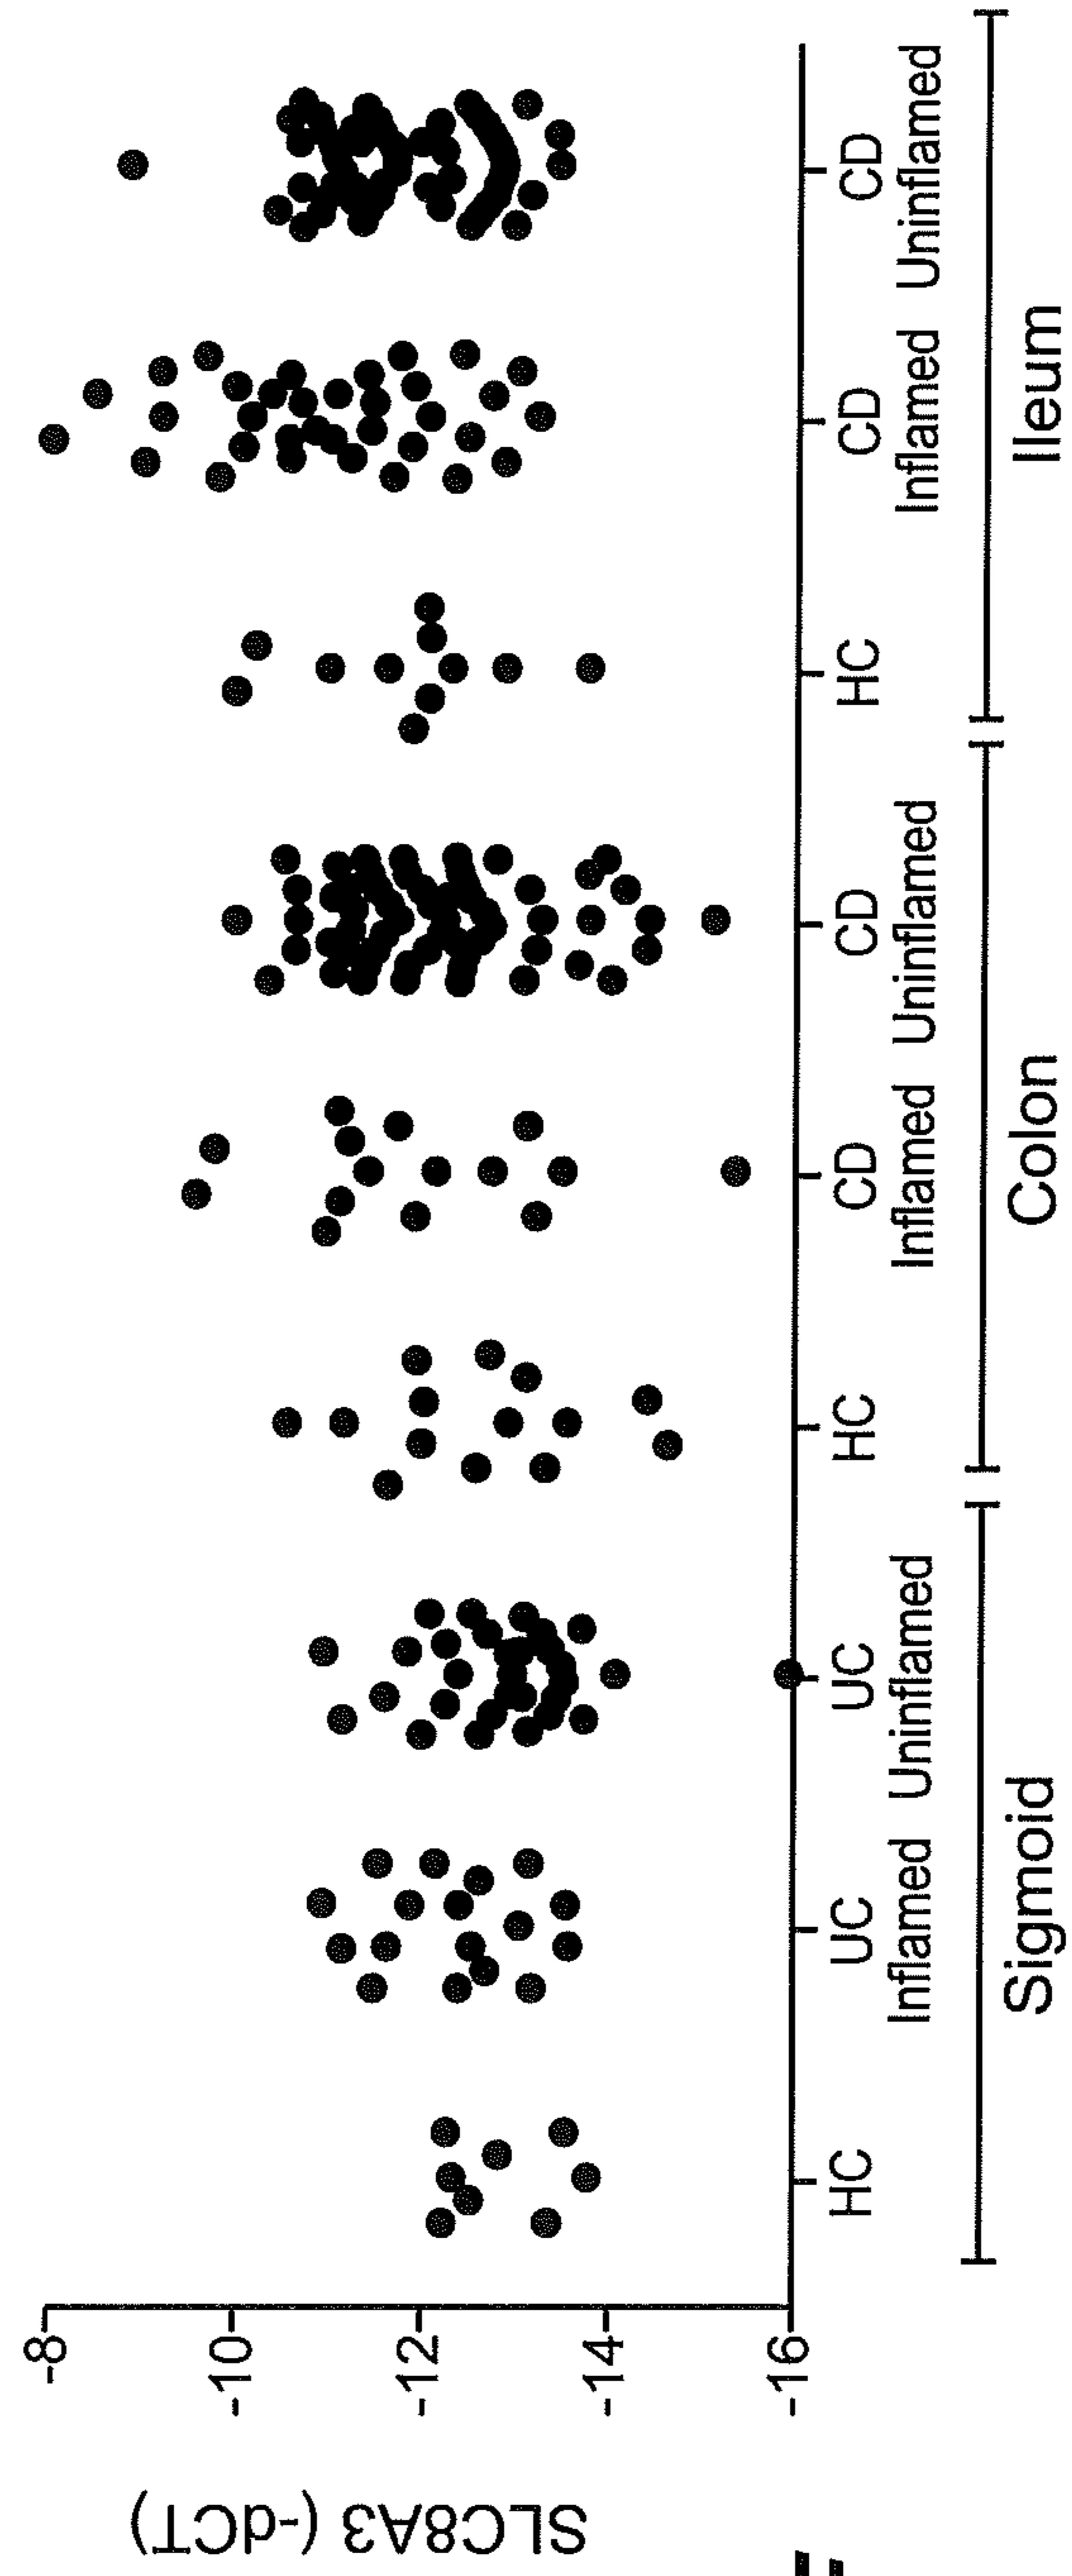 SLC8A3 (-dCT)
-8
-10
-12
-14
-16
HC
UC
Inflamed
UC
Uninflamed
HC
CD
Inflamed
CD
Uninflamed
HC
CD
Inflamed
CD
Uninflamed
Sigmoid
Colon
Ileum